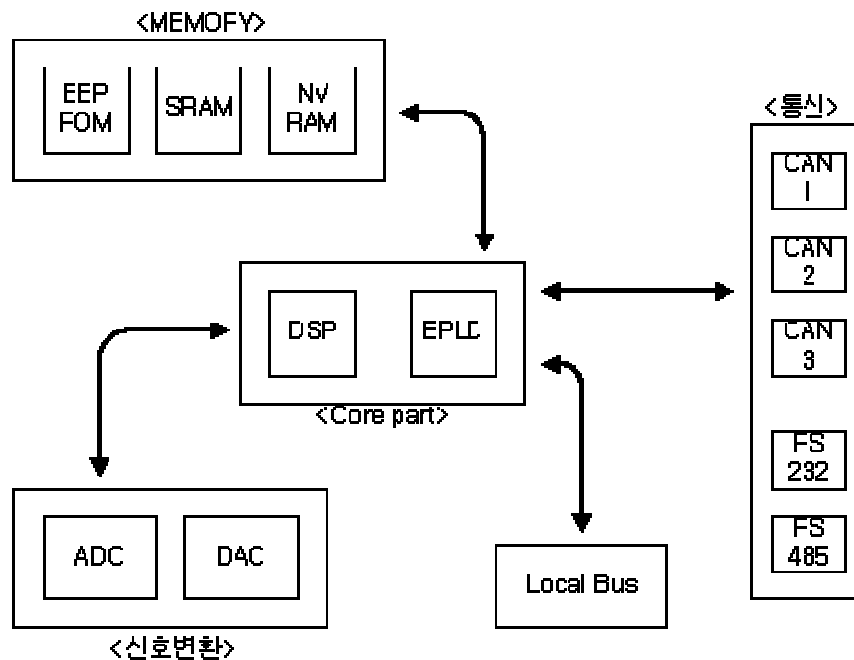 <MEMOFY>
EEP
FOM
SRAM
NV
RAM
<통신>
CAN
1
CAN
2
CAN
3
FS
232
FS
485
DSP
EPLD
<Core part>
ADC
DAC
<신호변환>
Local Bus